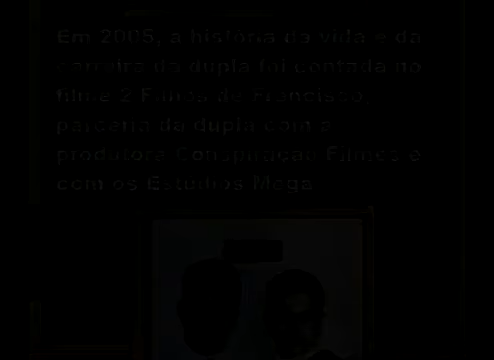 Em 2005, a história da vida e da
carreira da dupla foi contada no
filme 2 Filhos de Francisco,
parceria da dupla com a
produtora Conspiração Filmes e
com os Estúdios Mega